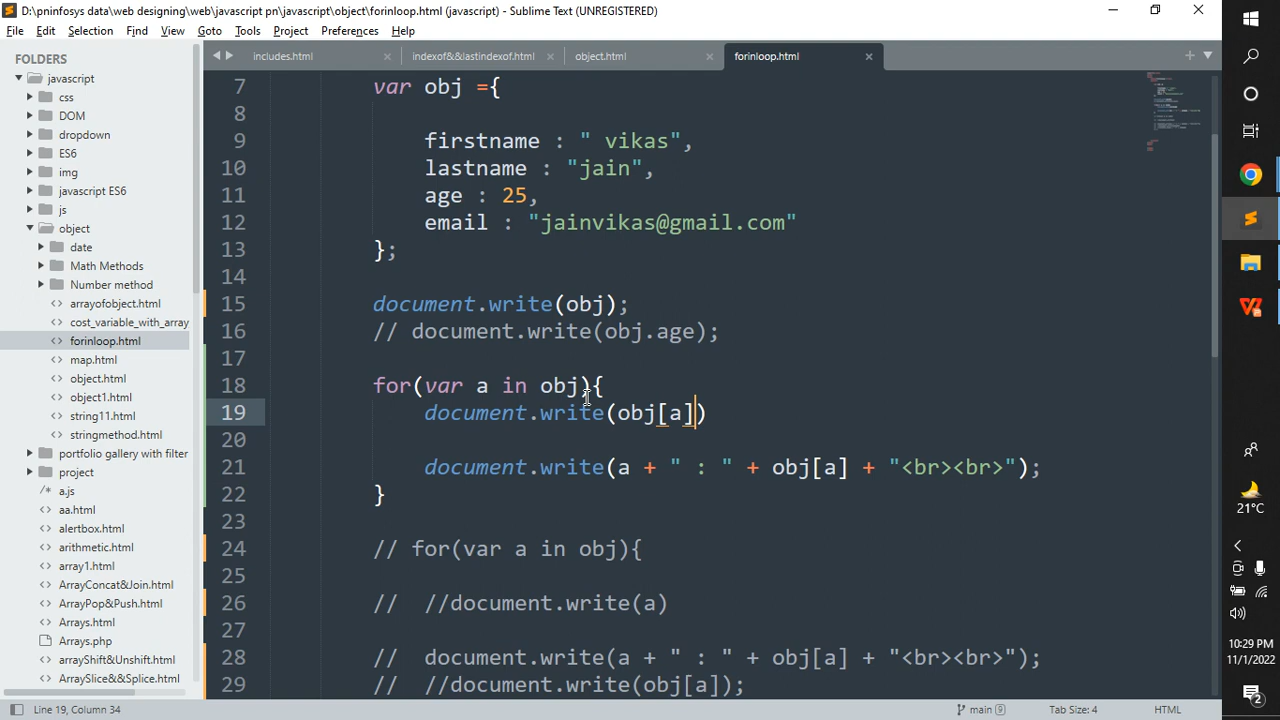 D:\pninfosys data\web designing\web\javascript pn\javascript\object\forinloop.html (javascript) - Sublime Text (UNREGISTERED)
File Edit Selection Find View Goto Tools Project Preferences Help
FOLDERS
javascript
css
DOM
dropdown
ES6
img
javascript ES6
js
object
date
Math Methods
Number method
arrayofobject.html
cost_variable_with_array
forinloop.html
map.html
object.html
object1.html
string11.html
stringmethod.html
portfolio gallery with filter
project
a.js
aa.html
alertbox.html
arithmetic.html
array1.html
ArrayConcat&Join.html
ArrayPop&Push.html
Arrays.html
Arrays.php
arrayShift&Unshift.html
ArraySlice&&Splice.html
includes.html indexof&&lastindexof.html object.html forinloop.html
7 var obj ={
8
9 firstname : " vikas",
10 lastname : "jain",
11 age : 25,
12 email : "jainvikas@gmail.com"
13 };
14
15 document.write(obj);
16 // document.write(obj.age);
17
18 for(var a in obj){
19 document.write(obj[a])
20
21 document.write(a + " : " + obj[a] + "<br><br>");
22 }
23
24 // for(var a in obj){
25
26 // //document.write(a)
27
28 // document.write(a + " : " + obj[a] + "<br><br>");
29 // //document.write(obj[a]);
Line 19, Column 34 main 9 Tab Size: 4 HTML
21°C
10:29 PM
11/1/2022
2